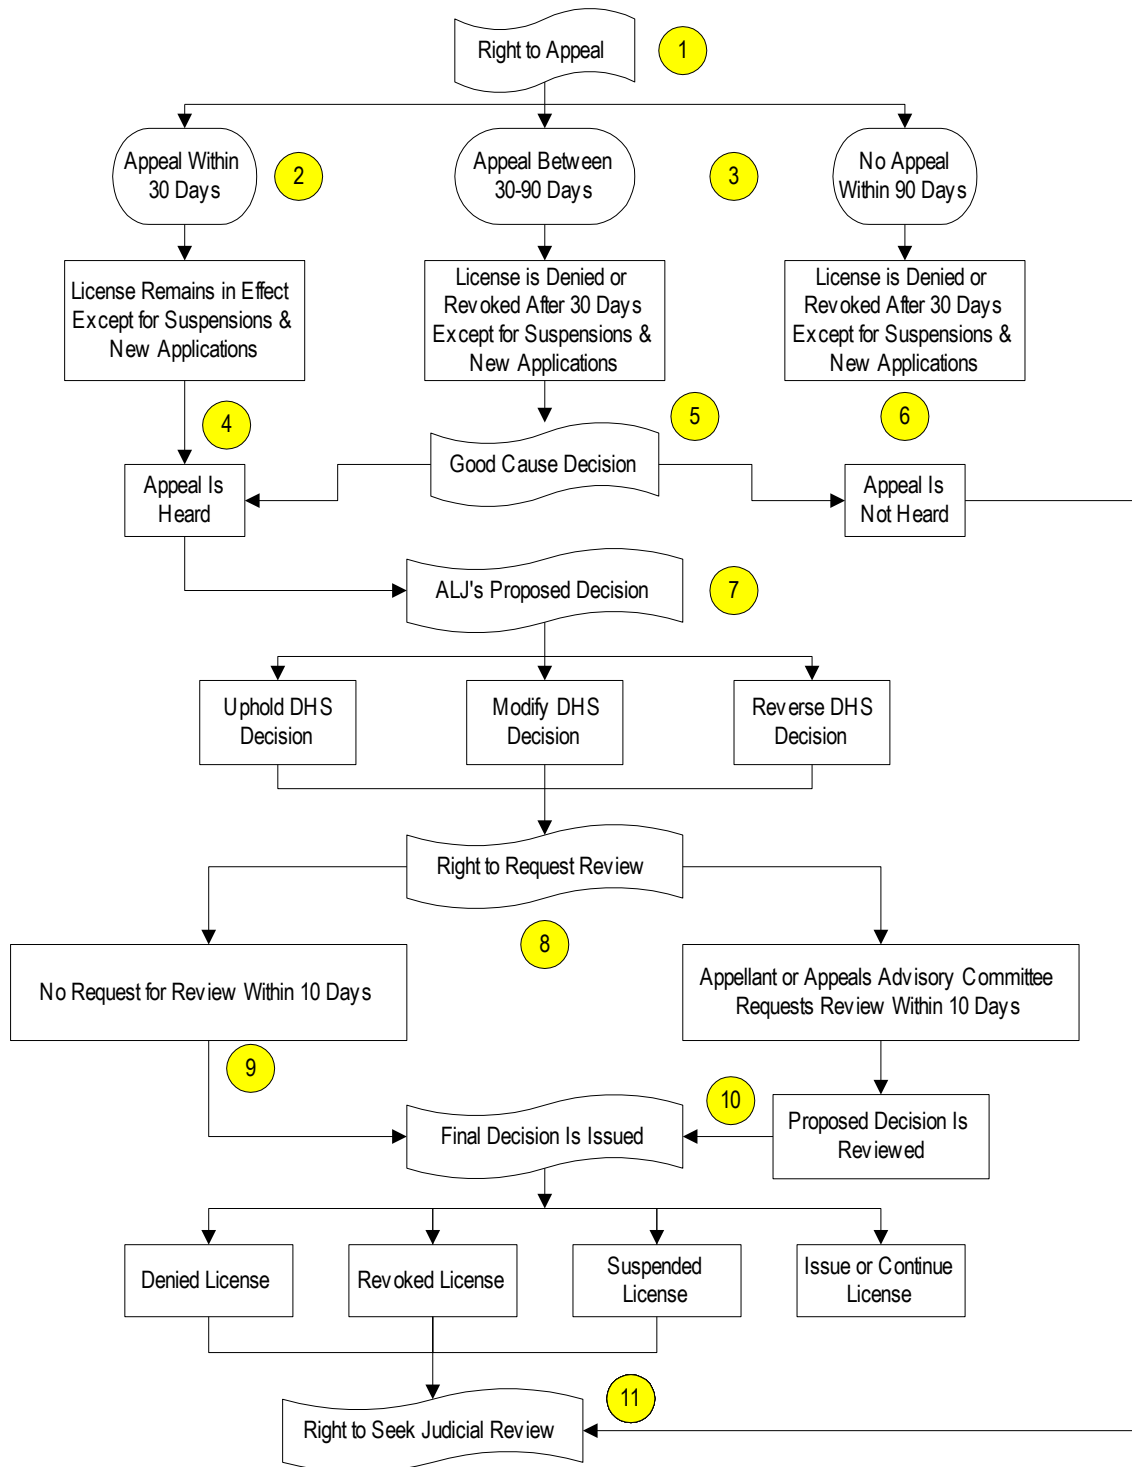 Right to Appeal
1
Appeal Within
30 Days
2
Appeal Between
30-90 Days
3
No Appeal
Within 90 Days
License Remains in Effect
Except for Suspensions &
New Applications
License is Denied or
Revoked After 30 Days
Except for Suspensions &
New Applications
License is Denied or
Revoked After 30 Days
Except for Suspensions &
New Applications
4
5
6
Good Cause Decision
Appeal Is
Heard
Appeal Is
Not Heard
ALJ's Proposed Decision
7
Uphold DHS
Decision
Modify DHS
Decision
Reverse DHS
Decision
Right to Request Review
8
No Request for Review Within 10 Days
Appellant or Appeals Advisory Committee
Requests Review Within 10 Days
9
10
Final Decision Is Issued
Proposed Decision Is
Reviewed
Denied License
Revoked License
Suspended
License
Issue or Continue
License
11
Right to Seek Judicial Review